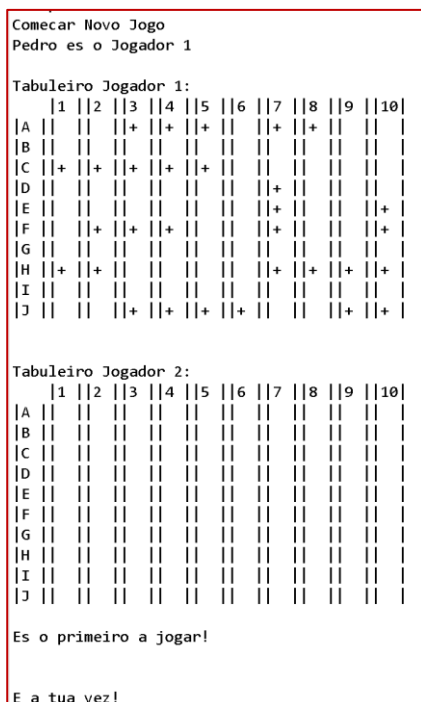 Comecar Novo Jogo
Pedro es o Jogador 1
Tabuleiro Jogador 1:
    |1 ||2 ||3 ||4 ||5 ||6 ||7 ||8 ||9 ||10|
|A ||  ||  ||+ ||+ ||+ ||  ||+ ||+ ||  ||  |
|B ||  ||  ||  ||  ||  ||  ||  ||  ||  ||  |
|C ||+ ||+ ||+ ||+ ||+ ||  ||  ||  ||  ||  |
|D ||  ||  ||  ||  ||  ||  ||+ ||  ||  ||  |
|E ||  ||  ||  ||  ||  ||  ||+ ||  ||  ||+ |
|F ||  ||+ ||+ ||+ ||  ||  ||+ ||  ||  ||+ |
|G ||  ||  ||  ||  ||  ||  ||  ||  ||  ||  |
|H ||+ ||+ ||  ||  ||  ||  ||+ ||+ ||+ ||+ |
|I ||  ||  ||  ||  ||  ||  ||  ||  ||  ||  |
|J ||  ||  ||+ ||+ ||+ ||+ ||  ||  ||+ ||+ |
Tabuleiro Jogador 2:
    |1 ||2 ||3 ||4 ||5 ||6 ||7 ||8 ||9 ||10|
|A ||  ||  ||  ||  ||  ||  ||  ||  ||  ||  |
|B ||  ||  ||  ||  ||  ||  ||  ||  ||  ||  |
|C ||  ||  ||  ||  ||  ||  ||  ||  ||  ||  |
|D ||  ||  ||  ||  ||  ||  ||  ||  ||  ||  |
|E ||  ||  ||  ||  ||  ||  ||  ||  ||  ||  |
|F ||  ||  ||  ||  ||  ||  ||  ||  ||  ||  |
|G ||  ||  ||  ||  ||  ||  ||  ||  ||  ||  |
|H ||  ||  ||  ||  ||  ||  ||  ||  ||  ||  |
|I ||  ||  ||  ||  ||  ||  ||  ||  ||  ||  |
|J ||  ||  ||  ||  ||  ||  ||  ||  ||  ||  |
Es o primeiro a jogar!
E a tua vez!